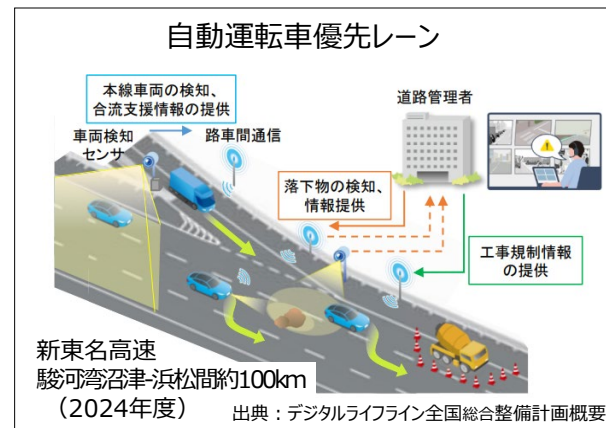 自動運転車優先レーン
本線車両の検知、
合流支援情報の提供
車両検知
センサ
路車間通信
道路管理者
落下物の検知、
情報提供
工事規制情報
の提供
新東名高速
駿河湾沼津-浜松間約100km
（2024年度）
出典：デジタルライフライン全国総合整備計画概要